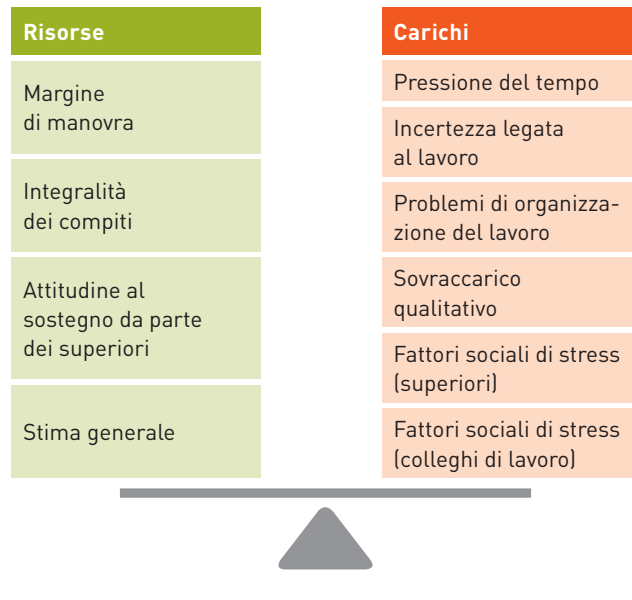 Risorse
Margine
di manovra
Integralità
dei compiti
Attitudine al
sostegno da parte
dei superiori
Stima generale
Carichi
Pressione del tempo
Incertezza legata
al lavoro
Problemi di organizza-
zione del lavoro
Sovraccarico
qualitativo
Fattori sociali di stress
(superiori)
Fattori sociali di stress
(colleghi di lavoro)